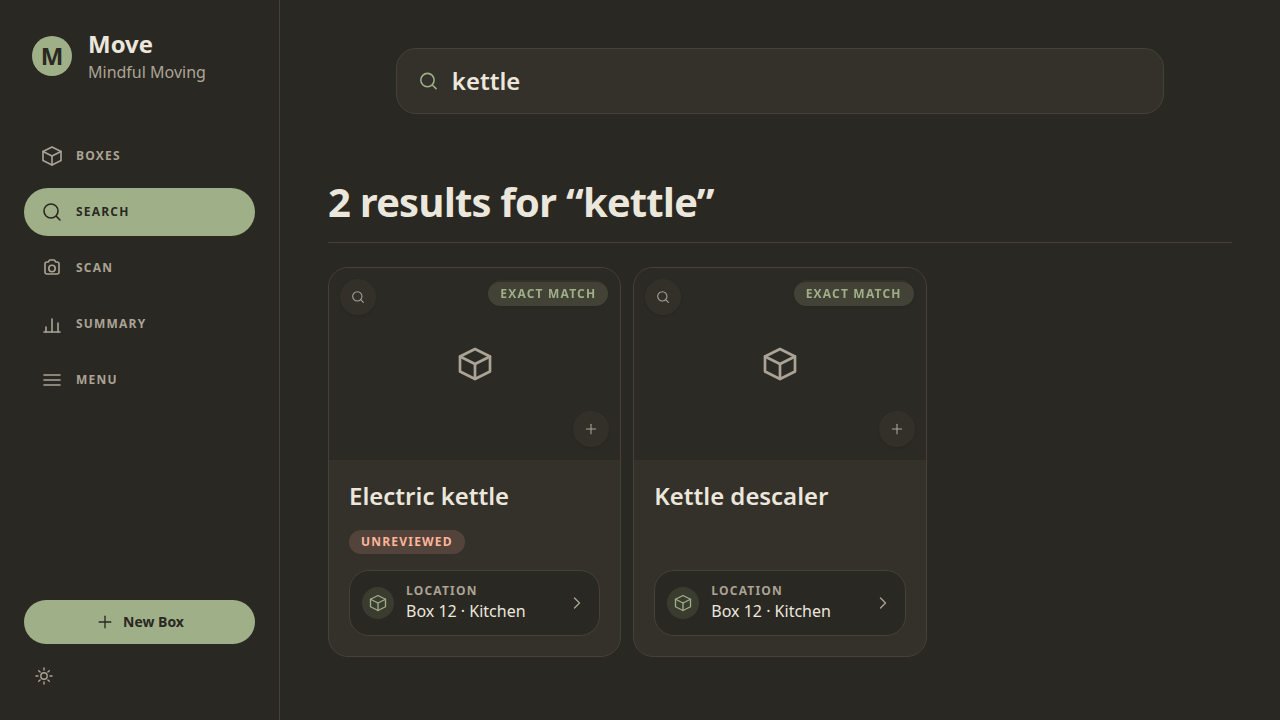 M
Move
Mindful Moving
BOXES
SEARCH
SCAN
SUMMARY
MENU
New Box
kettle
2 results for “kettle”
EXACT MATCH
Electric kettle
UNREVIEWED
LOCATION
Box 12 · Kitchen
EXACT MATCH
Kettle descaler
LOCATION
Box 12 · Kitchen